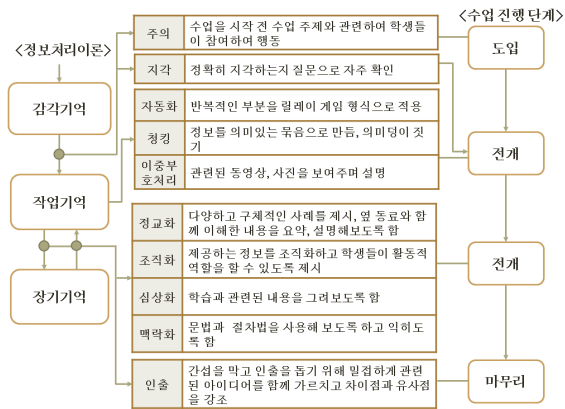 <수업 진행 단계>
<정보처리이론>
주의
수업을 시작 전 수업 주제와 관련하여 학생들
이 참여하여 행동
도입
지각
정확히 지각하는지 질문으로 자주 확인
감각기억
자동화
반복적인 부분을 릴레이 게임 형식으로 적용
청킹
정보를 의미있는 묶음으로 만듬, 의미덩이 짓
기
전개
이중부
호처리
관련된 동영상, 사진을 보여주며 설명
작업기억
정교화
다양하고 구체적인 사례를 제시, 옆 동료와 함
께 이해한 내용을 요약, 설명해보도록 함
조직화
제공하는 정보를 조직화하고 학생들이 활동적
역할을 할 수 있도록 제시
전개
장기기억
심상화
학습과 관련된 내용을 그려보도록 함
맥락화
문법과 절차법을 사용해 보도록 하고 익히도
록 함
인출
간섭을 막고 인출을 돕기 위해 밀접하게 관련
된 아이디어를 함께 가르치고 차이점과 유사점
을 강조
마무리